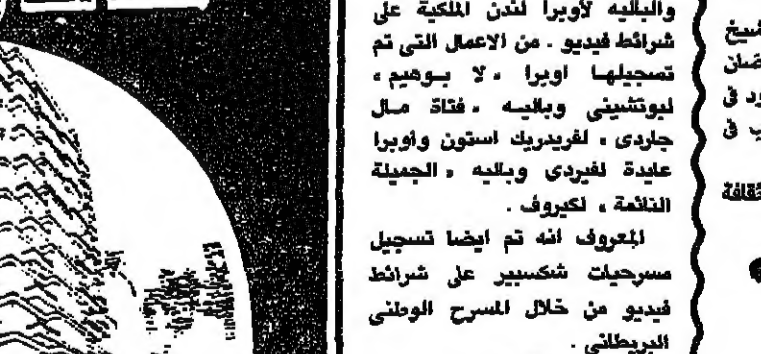 والباليه لأوبرا لندن الملكية على
شرائط فيديو . من الاعمال التى تم
تسجيلها اوبرا « لا بوهيم »
لبوتشينى وباليه « فتاة مال
جاردى » لفريدريك استون وأوبرا
عايدة لفيردى وباليه « الجميلة
النائمة » لكيروف .
المعروف انه تم ايضا تسجيل
مسرحيات شكسبير على شرائط
فيديو من خلال المسرح الوطنى
البريطانى .